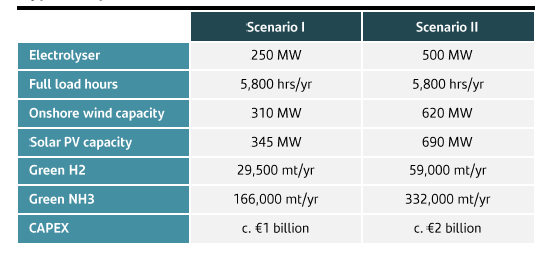 Scenario I Scenario II
Electrolyser 250 MW 500 MW
Full load hours 5,800 hrs/yr 5,800 hrs/yr
Onshore wind capacity 310 MW 620 MW
Solar PV capacity 345 MW 690 MW
Green H2 29,500 mt/yr 59,000 mt/yr
Green NH3 166,000 mt/yr 332,000 mt/yr
CAPEX c. €1 billion c. €2 billion